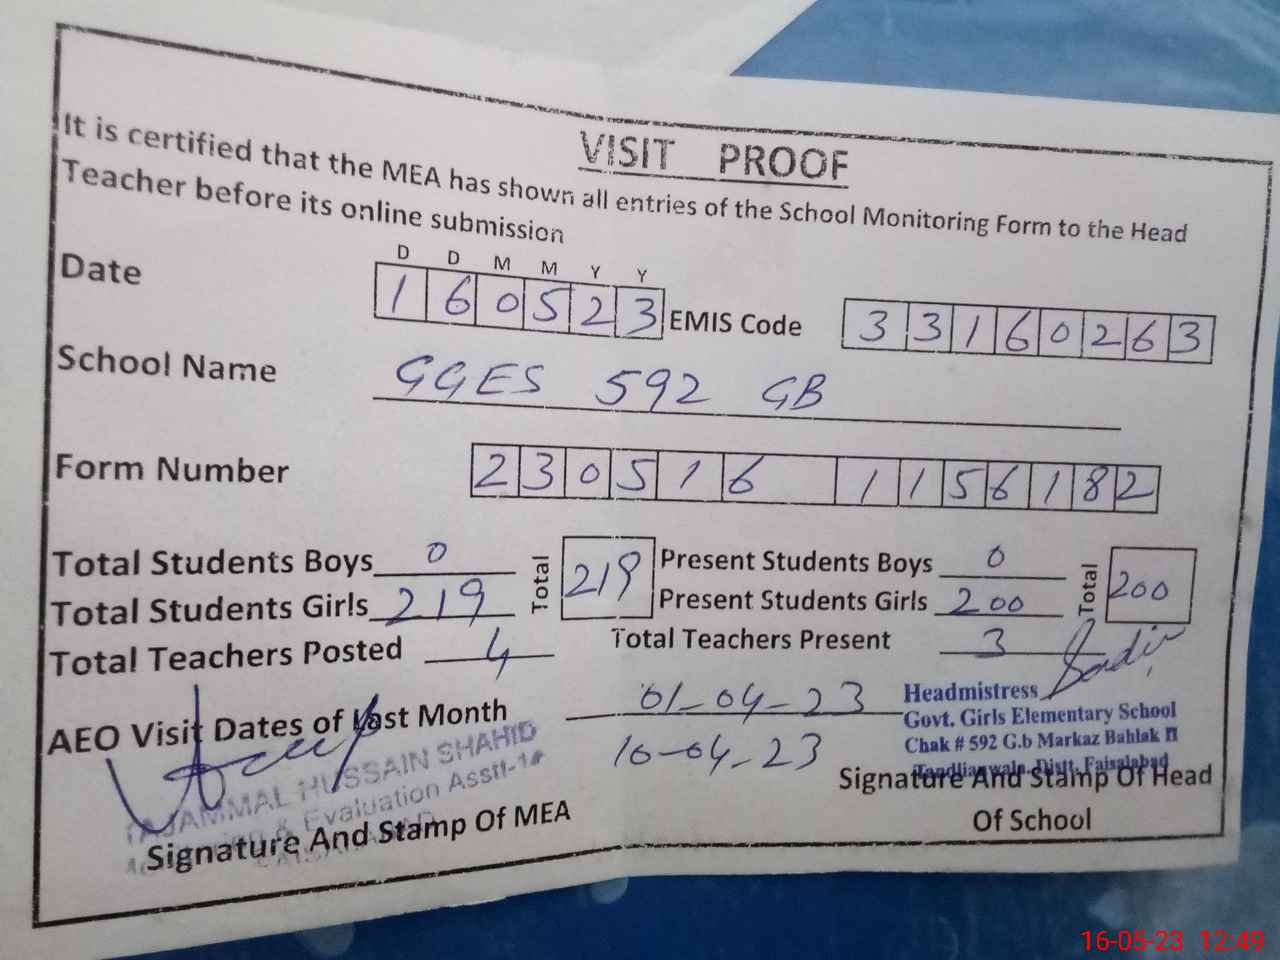 VISIT PROOF
It is certified that the MEA has shown all entries of the School Monitoring Form to the Head
Teacher before its online submission
D D M M Y Y
Date 1 6 0 5 2 3 EMIS Code 3 3 1 6 0 2 6 3
School Name GGES 592 GB
Form Number 2 3 0 5 1 6 1 1 5 6 1 8 2
Total Students Boys 0 Total 219 Present Students Boys 0 Total 200
Total Students Girls 219 Present Students Girls 200
Total Teachers Posted 4 Total Teachers Present 3
AEO Visit Dates of Last Month 01-04-23
10-04-23
Headmistress
Govt. Girls Elementary School
Chak # 592 G.b Markaz Bahlak II
Tandlianwala Distt. Faisalabad
TAJAMMAL HUSSAIN SHAHID
& Evaluation Asstt-14
Signature And Stamp Of MEA
Signature And Stamp Of Head
Of School
16-05-23 12:49